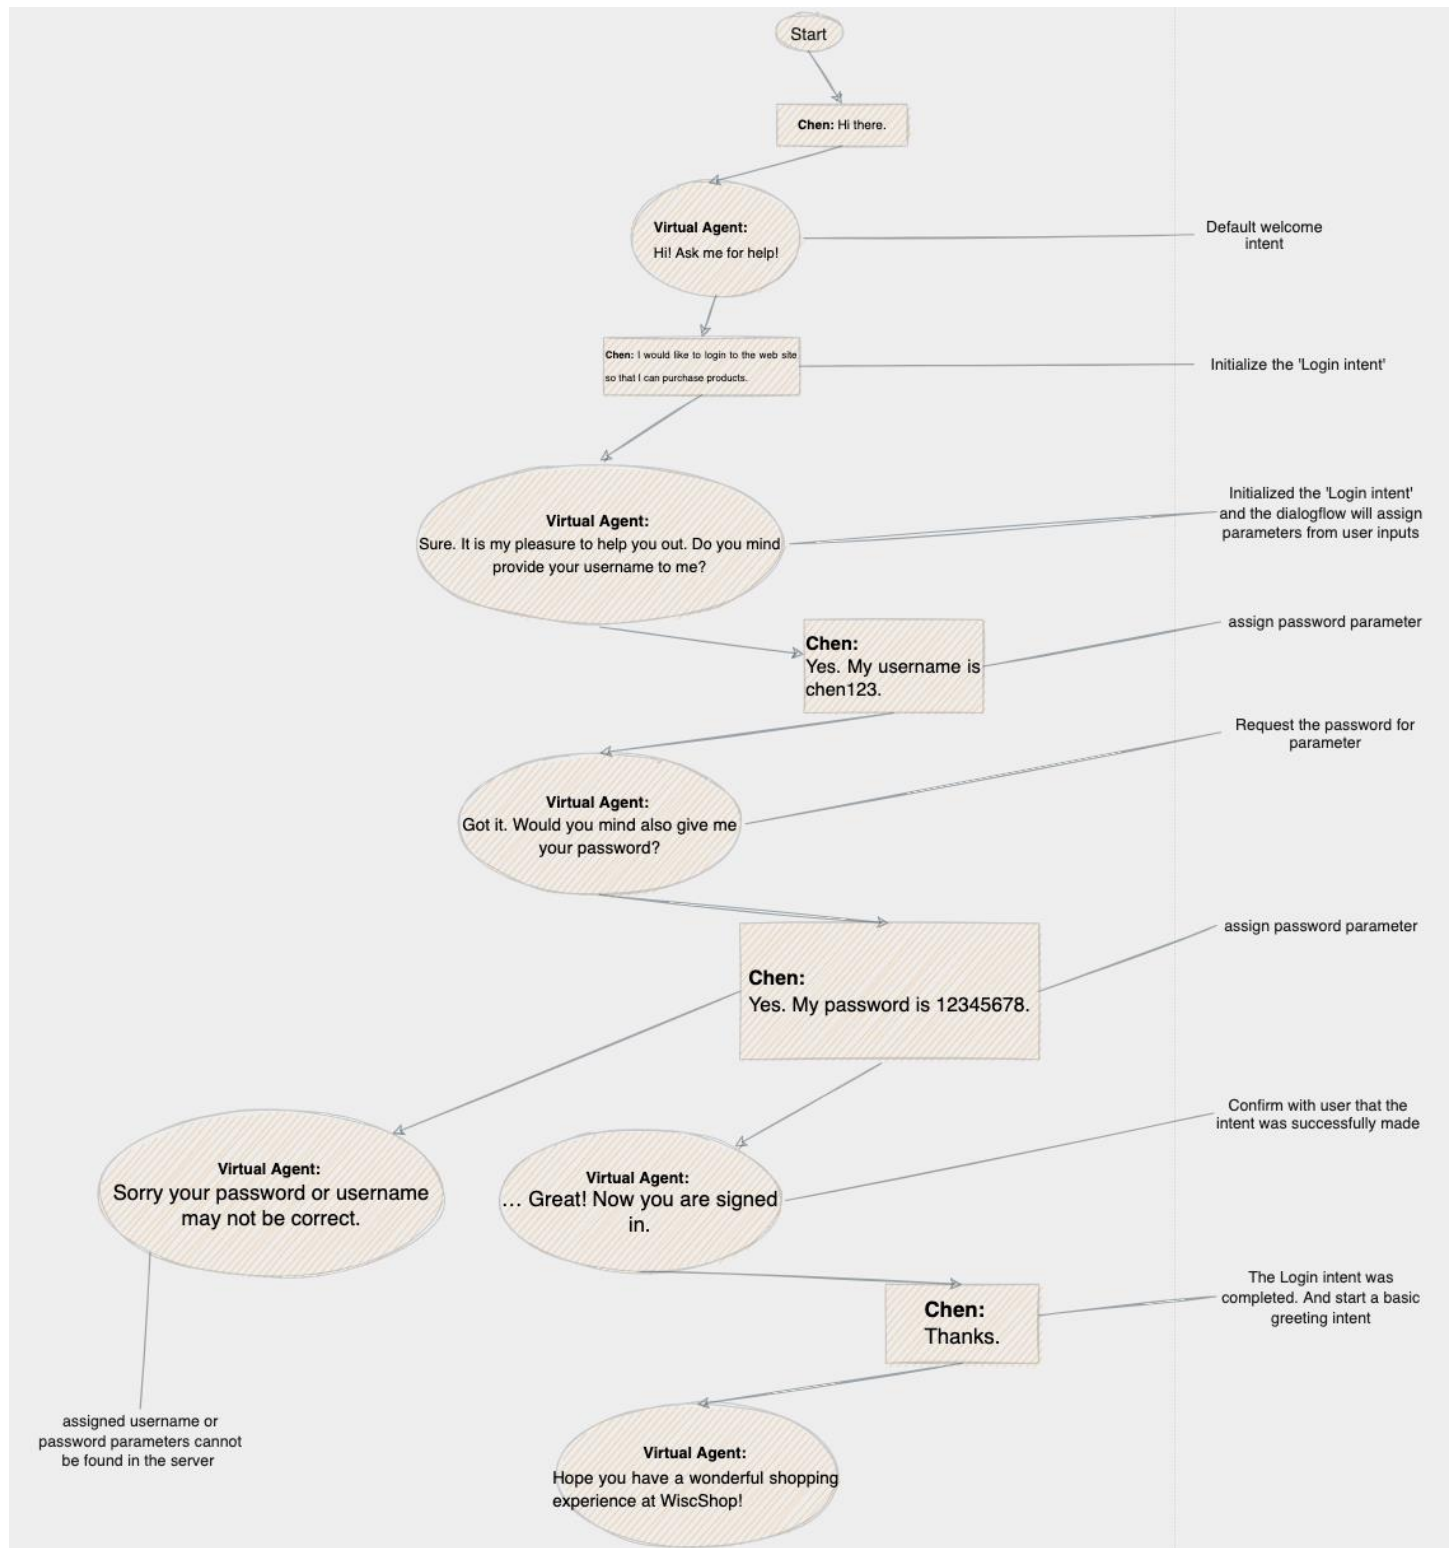 Start
Chen: Hi there.
Virtual Agent:
Hi! Ask me for help!
Default welcome
intent
Chen: I would like to login to the web site
so that I can purchase products.
Initialize the 'Login intent'
Virtual Agent:
Sure. It is my pleasure to help you out. Do you mind
provide your username to me?
Initialized the 'Login intent'
and the dialogflow will assign
parameters from user inputs
Chen:
Yes. My username is
chen123.
assign password parameter
Virtual Agent:
Got it. Would you mind also give me
your password?
Request the password for
parameter
Chen:
Yes. My password is 12345678.
assign password parameter
Virtual Agent:
Sorry your password or username
may not be correct.
Virtual Agent:
... Great! Now you are signed
in.
Confirm with user that the
intent was successfully made
Chen:
Thanks.
The Login intent was
completed. And start a basic
greeting intent
assigned username or
password parameters cannot
be found in the server
Virtual Agent:
Hope you have a wonderful shopping
experience at WiscShop!